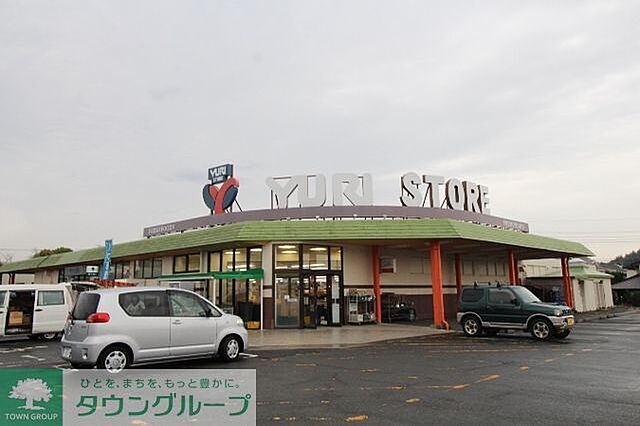 YURI
STORE
YURI STORE
ひとを、まちを、もっと豊かに。
タウングループ
TOWN GROUP